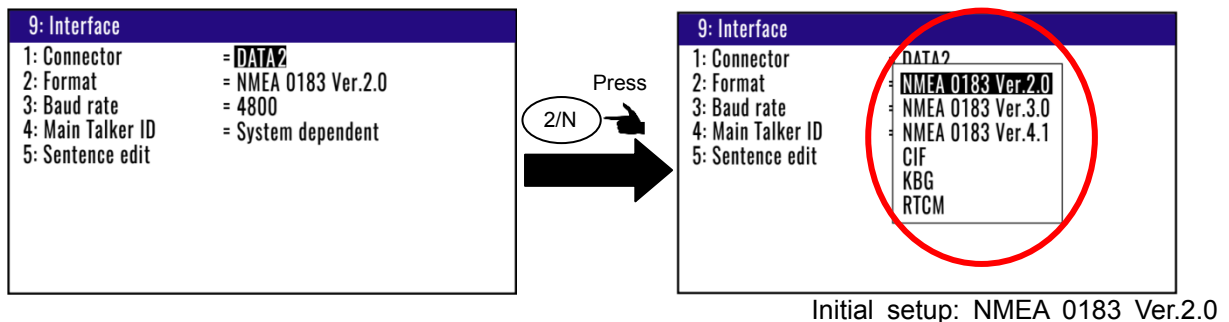 9: Interface
1: Connector = DATA2
2: Format = NMEA 0183 Ver.2.0
3: Baud rate = 4800
4: Main Talker ID = System dependent
5: Sentence edit
Press
2/N
9: Interface
1: Connector = DATA2
2: Format = NMEA 0183 Ver.2.0
3: Baud rate = NMEA 0183 Ver.3.0
4: Main Talker ID = NMEA 0183 Ver.4.1
5: Sentence edit CIF
KBG
RTCM
Initial setup: NMEA 0183 Ver.2.0